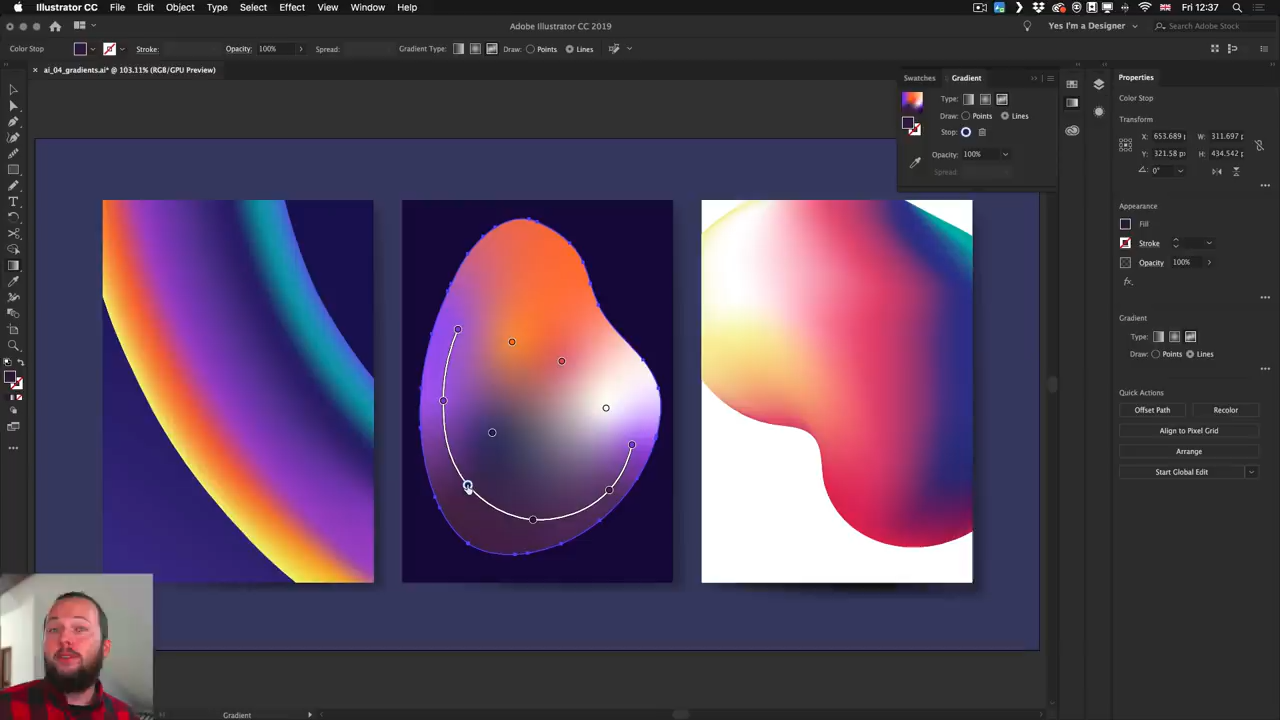 Illustrator CC File Edit Object Type Select Effect View Window Help Fri 12:37
Adobe Illustrator CC 2019 Yes I'm a Designer Search Adobe Stock
Color Stop Stroke: Opacity: 100% Spread: Gradient Type: Draw: Points Lines
ai_04_gradients.ai* @ 103.11% (RGB/GPU Preview)
Swatches Gradient
Type:
Draw: Points Lines
Stop:
Opacity: 100%
Spread:
Properties
Color Stop
Transform
X: 653.689 p W: 311.697
Y: 321.58 p H: 434.542
0°
Appearance
Fill
Stroke
Opacity 100%
fx.
Gradient
Type:
Draw: Points Lines
Quick Actions
Offset Path Recolor
Align to Pixel Grid
Arrange
Start Global Edit
Gradient